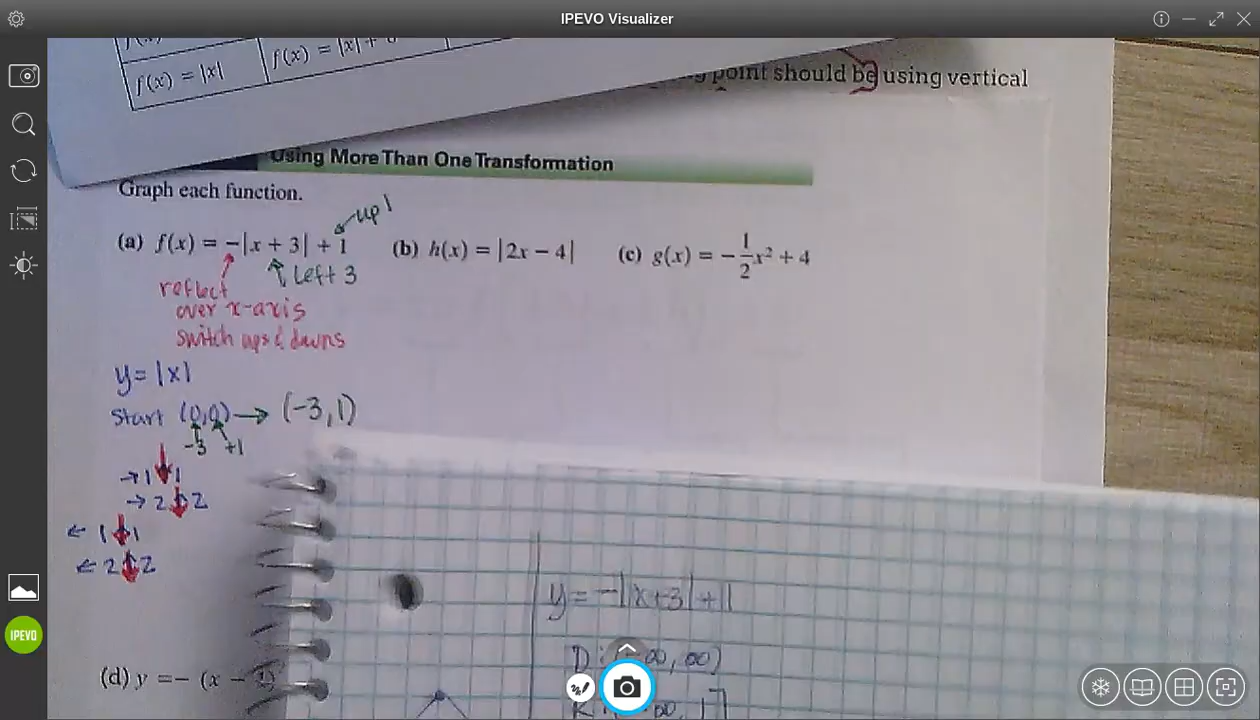 IPEVO Visualizer
f(x) = |x|
f(x) = |x| +
point should be using vertical
Using More Than One Transformation
Graph each function.
up 1
(a) f(x) = -|x + 3| + 1 (b) h(x) = |2x - 4| (c) g(x) = -1/2 x² + 4
left 3
reflect
over x-axis
switch ups & downs
y = |x|
Start (0,0) → (-3,1)
-3 +1
→ 1 ↓ 1
→ 2 ↓ 2
← 1 ↓ 1
← 2 ↓ 2
y = -|x+3| + 1
D: (-∞, ∞)
(d) y = - (x -
IPEVO